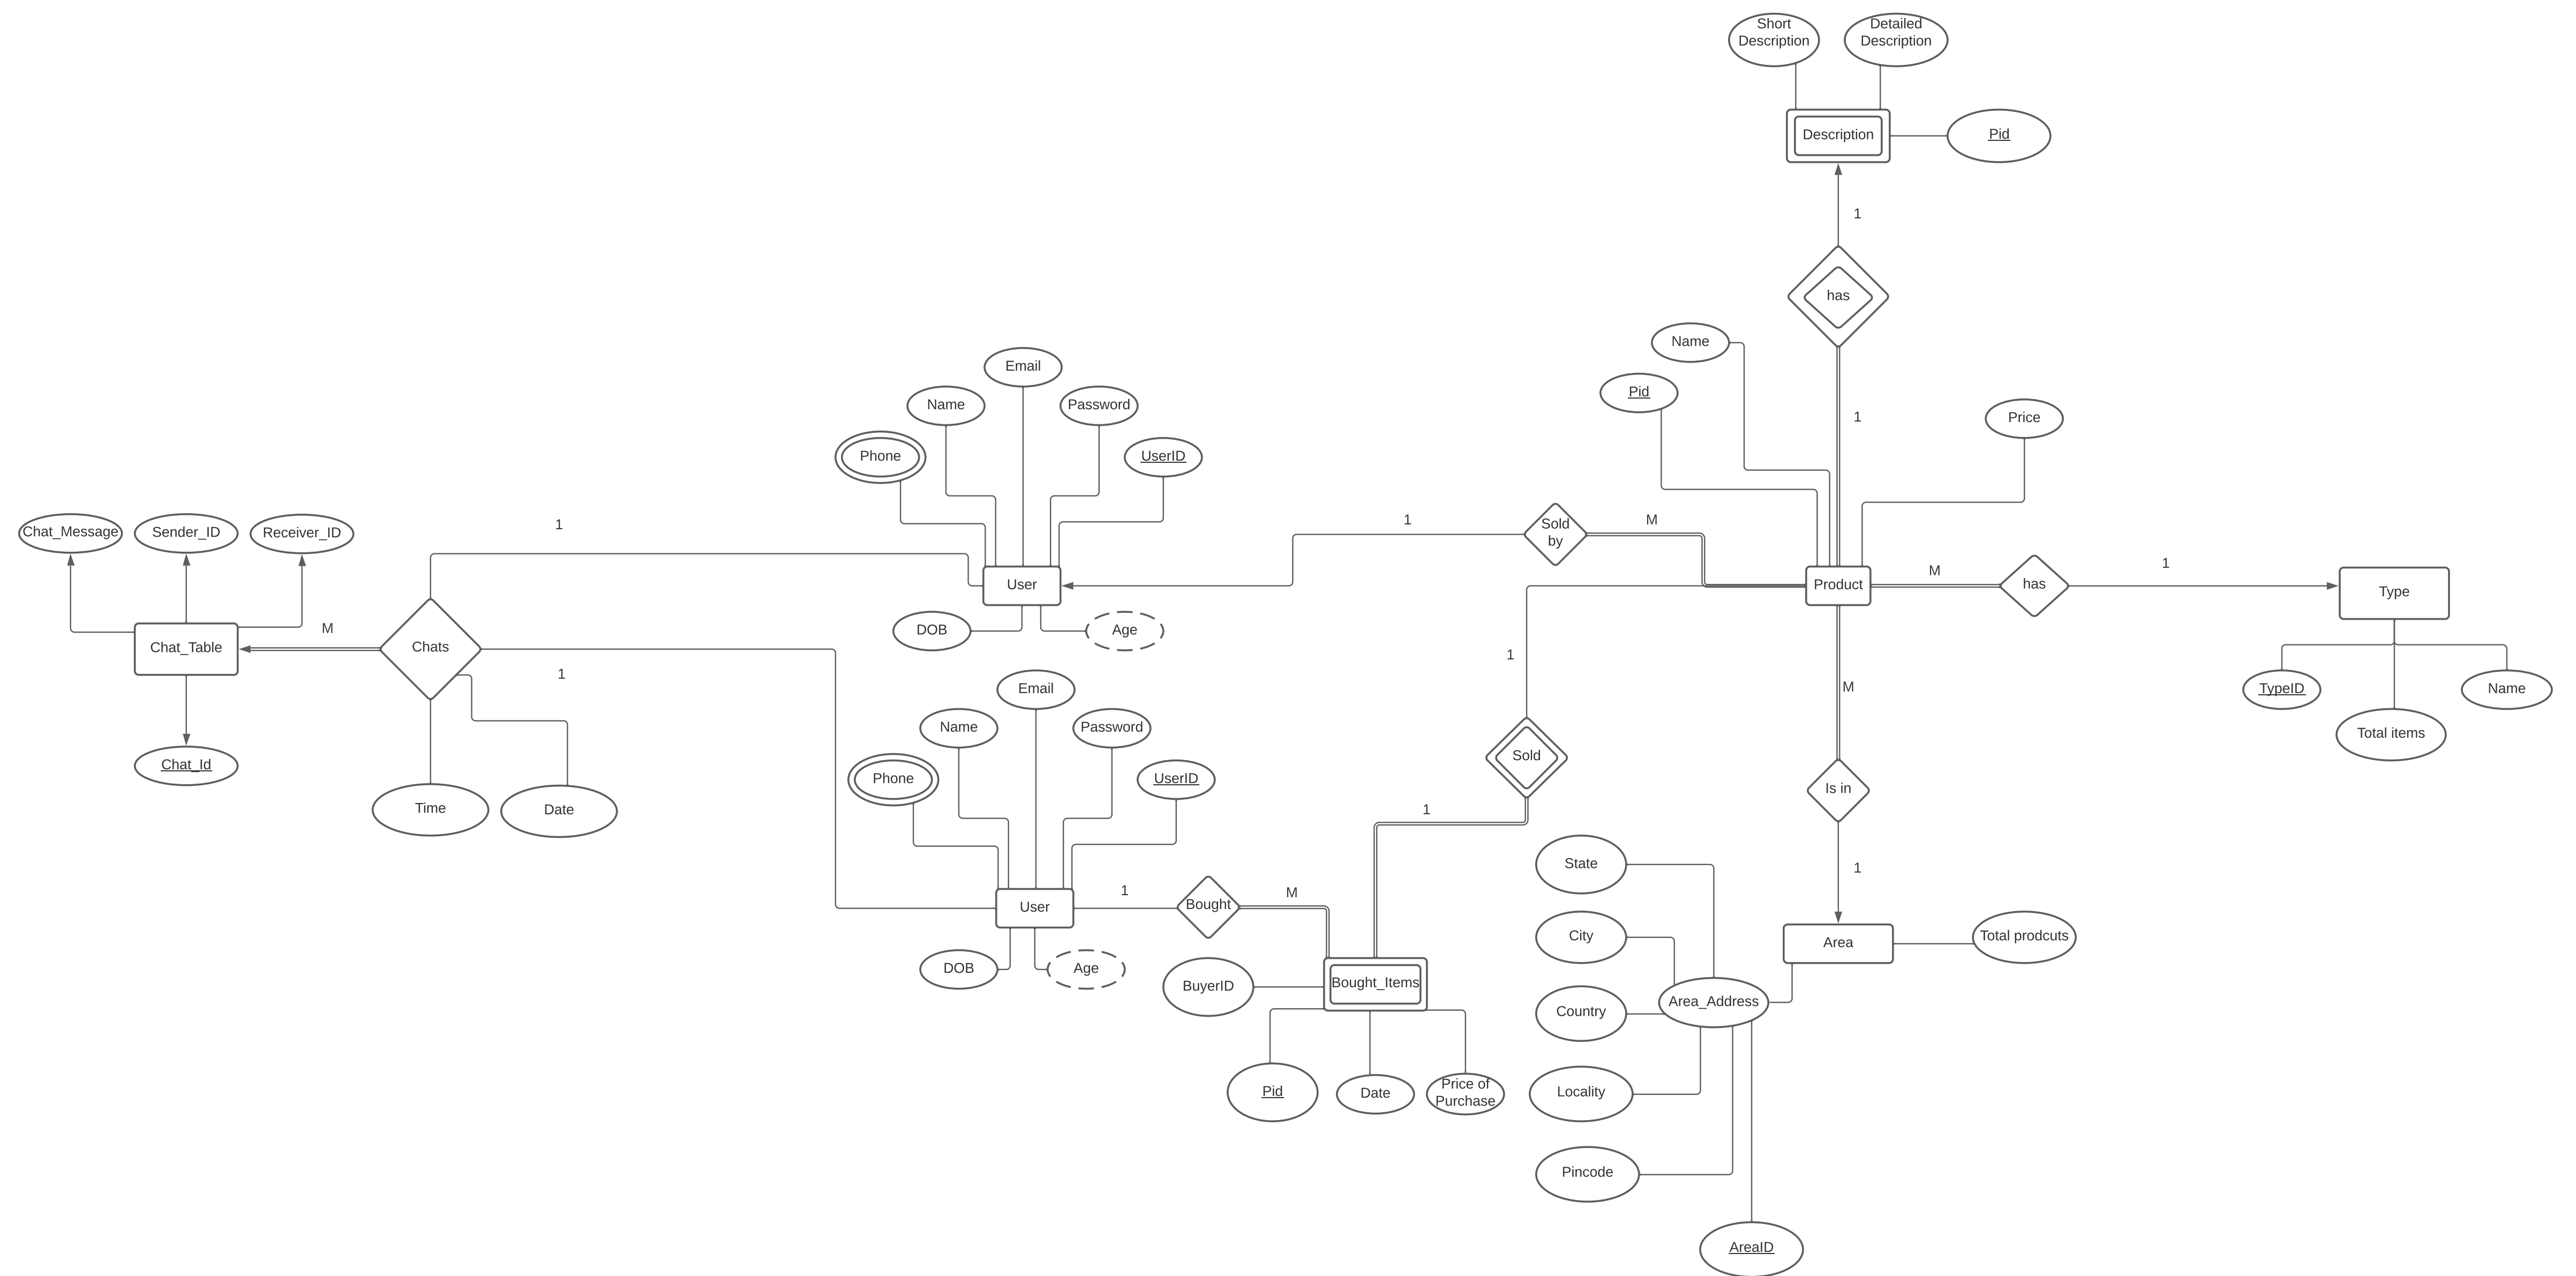 Short
Description
Detailed
Description
Description
Pid
1
has
Name
Pid
1
Price
Email
Name
Password
Phone
UserID
1
Sold
by
M
1
Chat_Message
Sender_ID
Receiver_ID
User
Product
M
has
1
Type
DOB
Age
M
Chat_Table
Chats
1
1
M
TypeID
Name
Total items
Email
Name
Password
Phone
UserID
Sold
Chat_Id
Time
Date
Is in
1
1
State
User
1
Bought
M
City
Area
Total prodcuts
DOB
Age
BuyerID
Bought_Items
Area_Address
Country
Pid
Date
Price of
Purchase
Locality
Pincode
AreaID